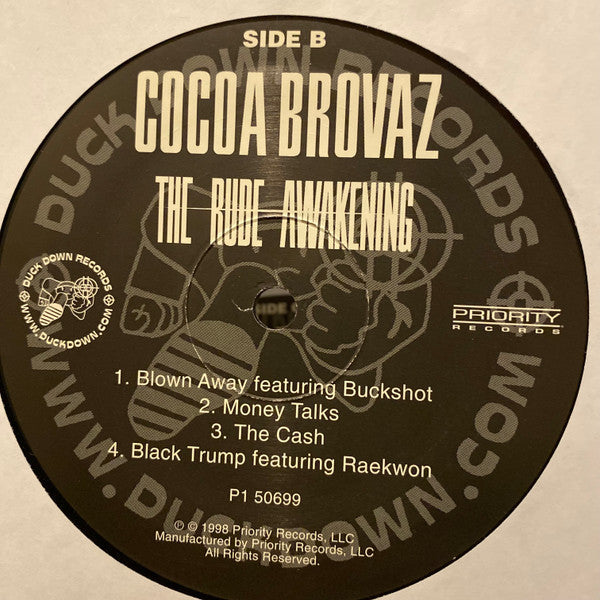 SIDE B
COCOA BROVAZ
THE RUDE AWAKENING
DUCK DOWN RECORDS
WWW.DUCKDOWN.COM
DUCK DOWN RECORDS
WWW.DUCKDOWN.COM
PRIORITY
RECORDS
1. Blown Away featuring Buckshot
2. Money Talks
3. The Cash
4. Black Trump featuring Raekwon
P1 50699
℗ © 1998 Priority Records, LLC
Manufactured by Priority Records, LLC
All Rights Reserved.